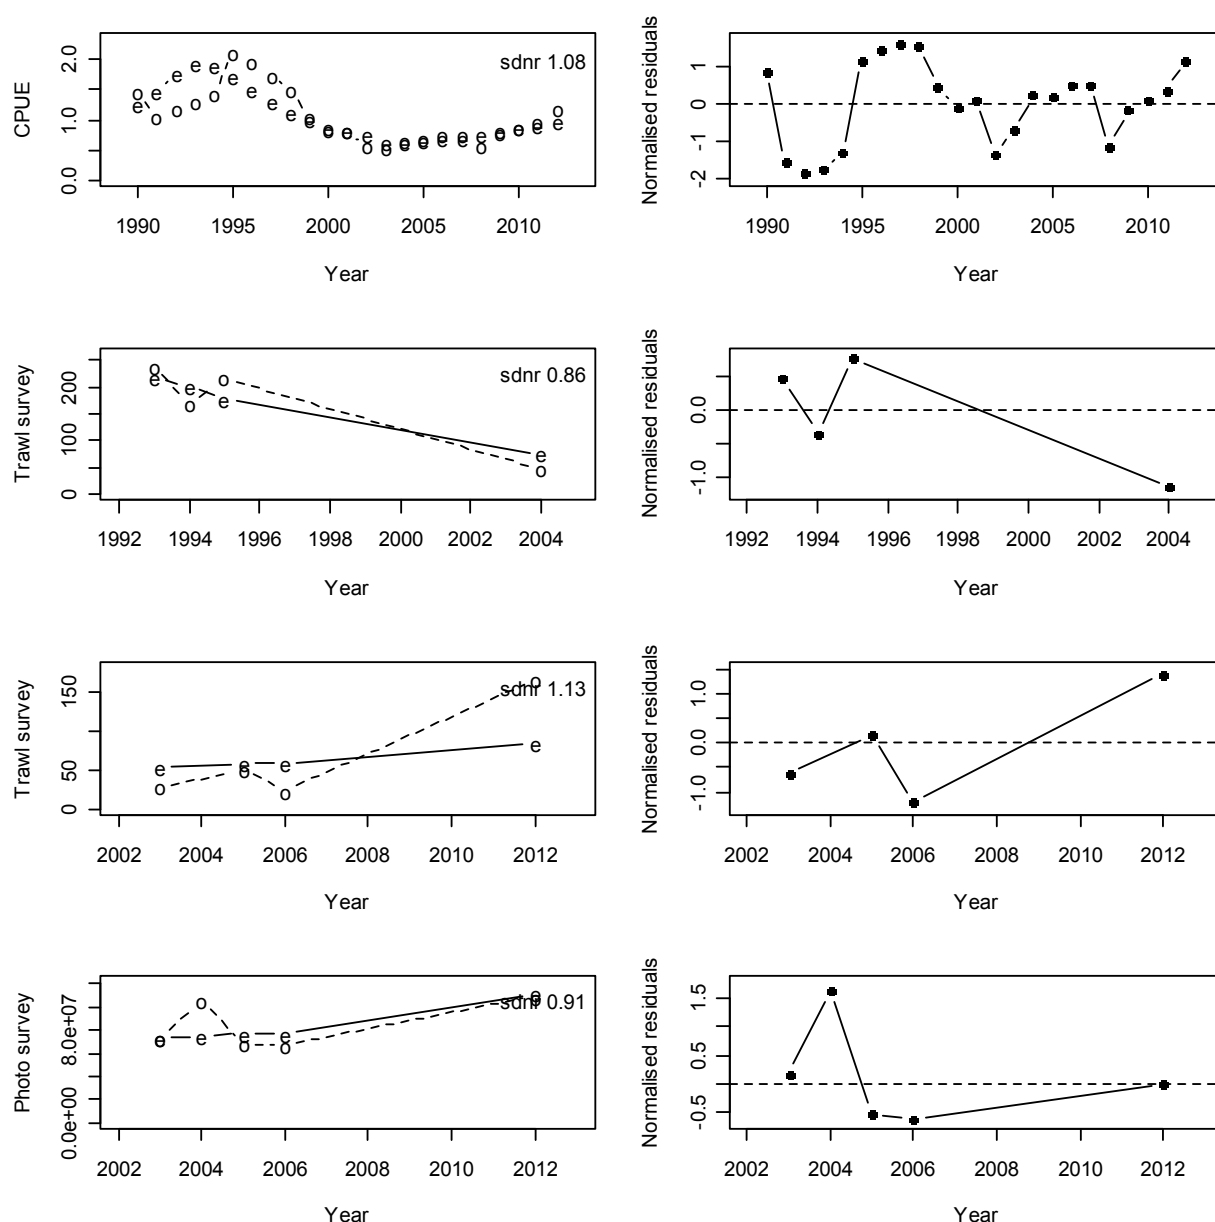 CPUE
0.0 1.0 2.0
sdnr 1.08
1990 1995 2000 2005 2010
Year
Normalised residuals
-2 -1 0 1
1990 1995 2000 2005 2010
Year
Trawl survey
0 100 200
sdnr 0.86
1992 1994 1996 1998 2000 2002 2004
Year
Normalised residuals
-1.0 0.0
1992 1994 1996 1998 2000 2002 2004
Year
Trawl survey
0 50 150
sdnr 1.13
2002 2004 2006 2008 2010 2012
Year
Normalised residuals
-1.0 0.0 1.0
2002 2004 2006 2008 2010 2012
Year
Photo survey
0.0e+00 8.0e+07
sdnr 0.91
2002 2004 2006 2008 2010 2012
Year
Normalised residuals
-0.5 0.5 1.5
2002 2004 2006 2008 2010 2012
Year